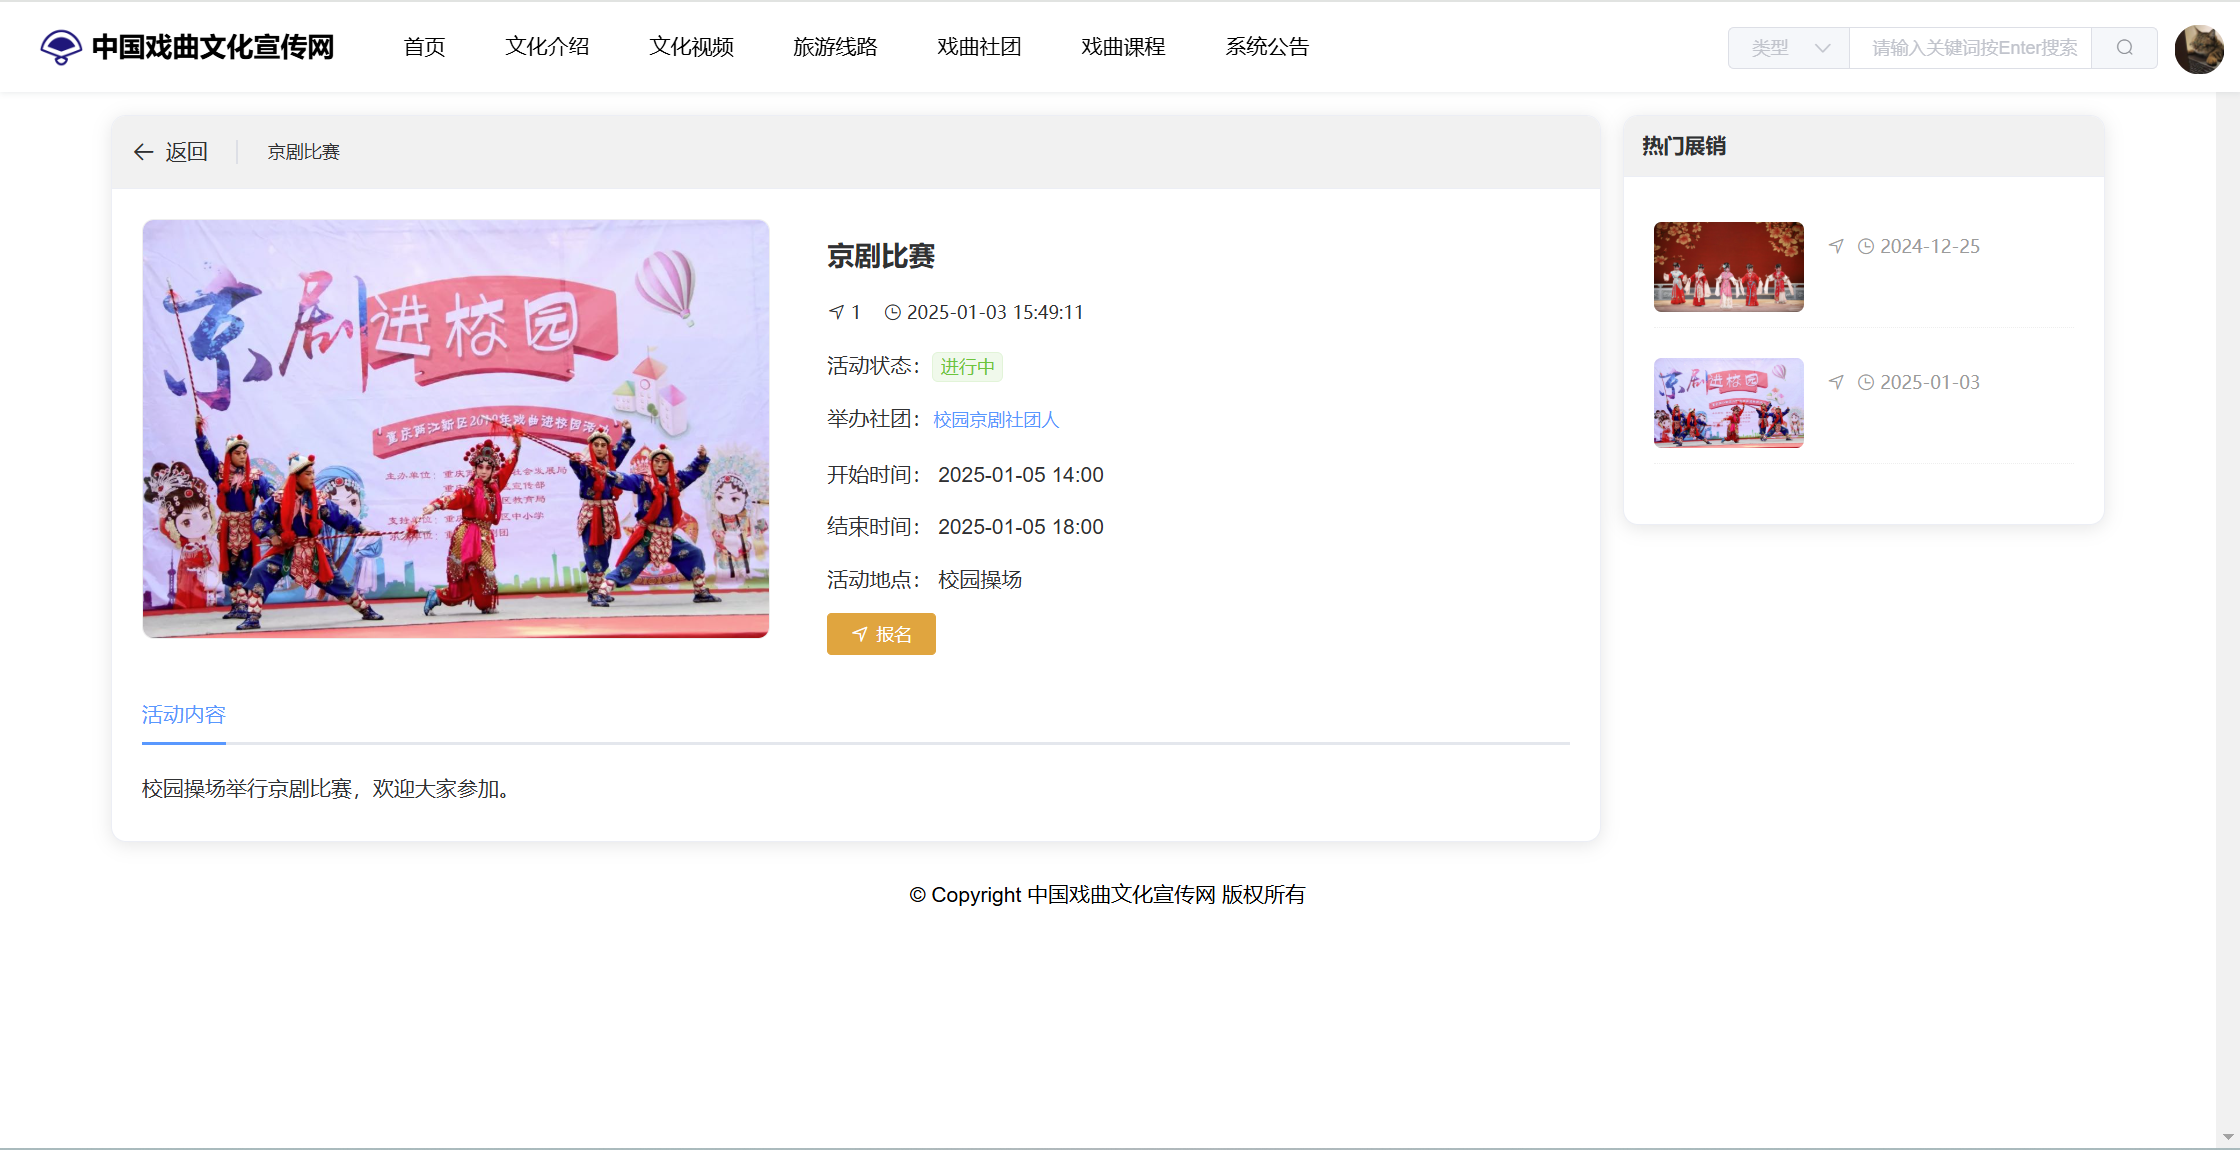 中国戏曲文化宣传网
首页 文化介绍 文化视频 旅游线路 戏曲社团 戏曲课程 系统公告
类型 请输入关键词按Enter搜索
返回 京剧比赛
京剧进校园
重庆两江新区2019年戏曲进校园活动
京剧比赛
1 2025-01-03 15:49:11
活动状态： 进行中
举办社团： 校园京剧社团人
开始时间： 2025-01-05 14:00
结束时间： 2025-01-05 18:00
活动地点： 校园操场
报名
活动内容
校园操场举行京剧比赛，欢迎大家参加。
热门展销
2024-12-25
京剧进校园
2025-01-03
© Copyright 中国戏曲文化宣传网 版权所有